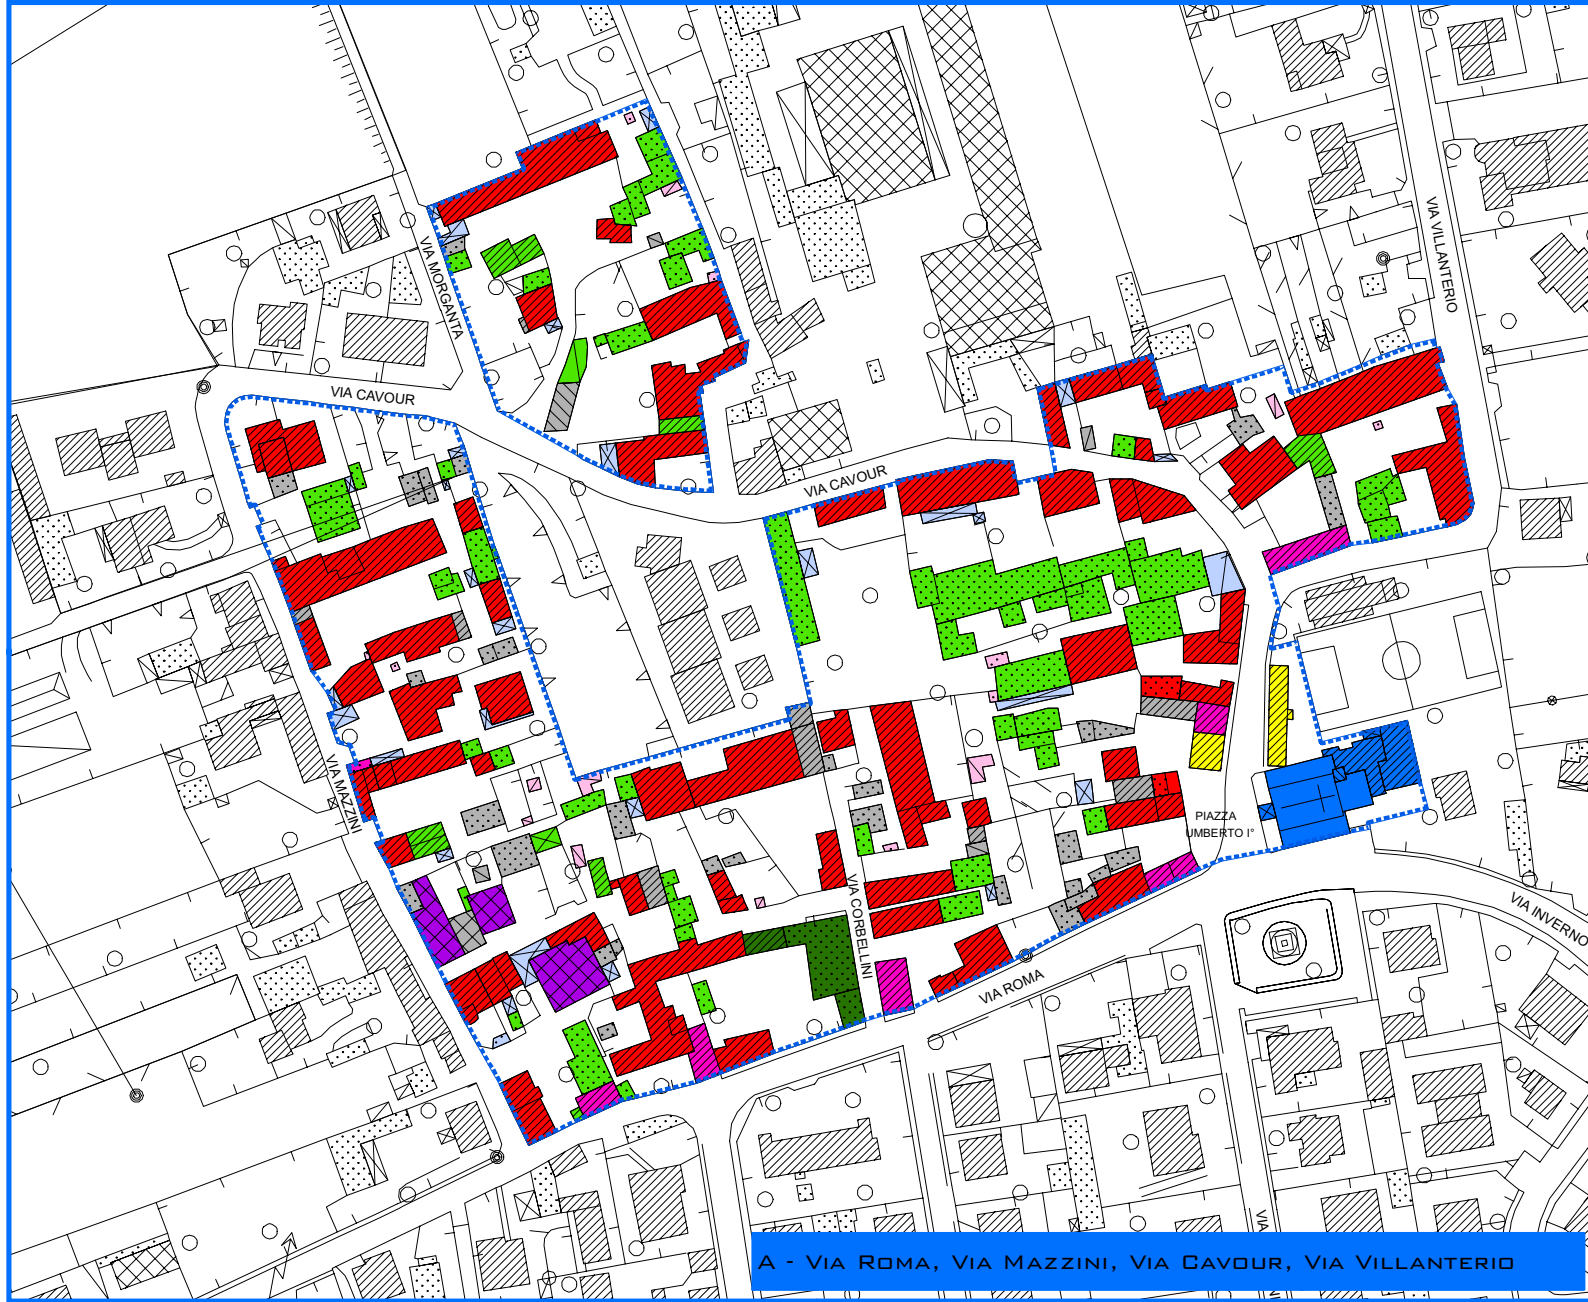 VIA MORGANTA
VIA VILLANTERIO
VIA CAVOUR
VIA CAVOUR
VIA MAZZINI
PIAZZA
UMBERTO I°
VIA CORBELLINI
VIA INVERNO
VIA ROMA
VIA
A - Via Roma, Via Mazzini, Via Cavour, Via Villanterio